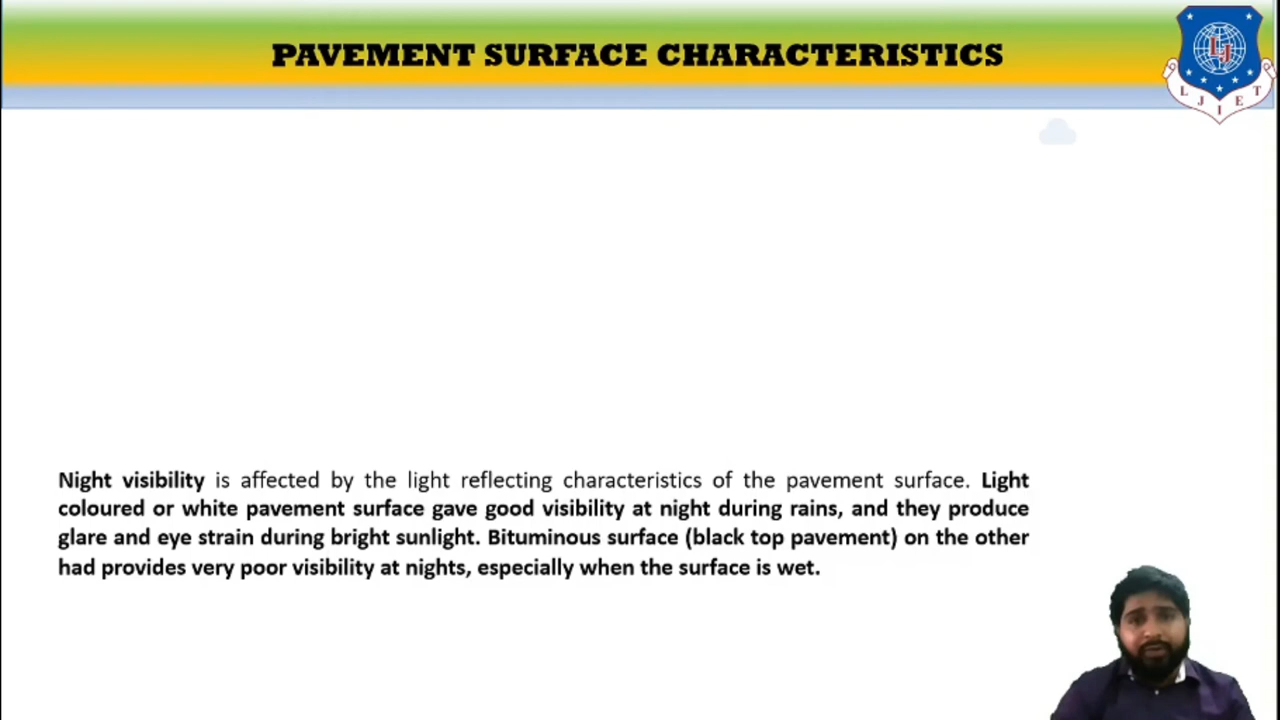 PAVEMENT SURFACE CHARACTERISTICS
LJ
L J I E T
Night visibility is affected by the light reflecting characteristics of the pavement surface. Light
coloured or white pavement surface gave good visibility at night during rains, and they produce
glare and eye strain during bright sunlight. Bituminous surface (black top pavement) on the other
had provides very poor visibility at nights, especially when the surface is wet.